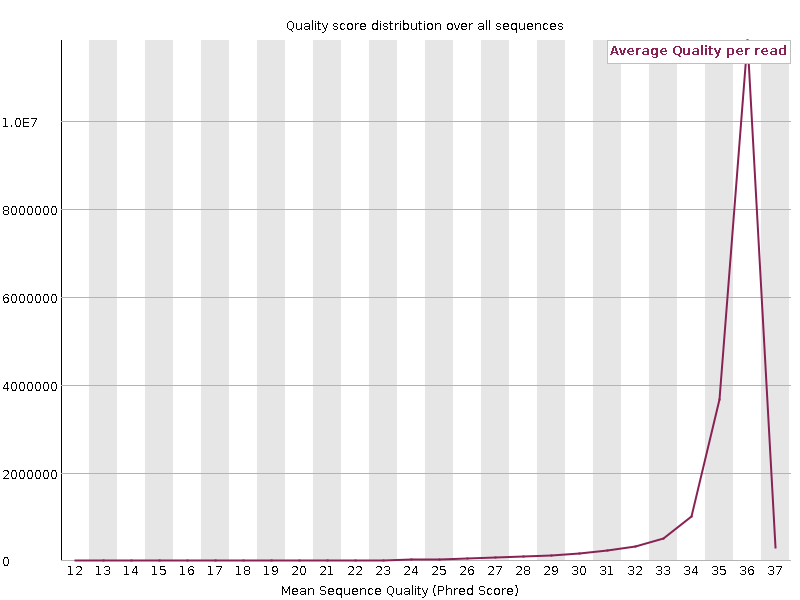 Quality score distribution over all sequences
Average Quality per read
1.0E7
8000000
6000000
4000000
2000000
0
12 13 14 15 16 17 18 19 20 21 22 23 24 25 26 27 28 29 30 31 32 33 34 35 36 37
Mean Sequence Quality (Phred Score)